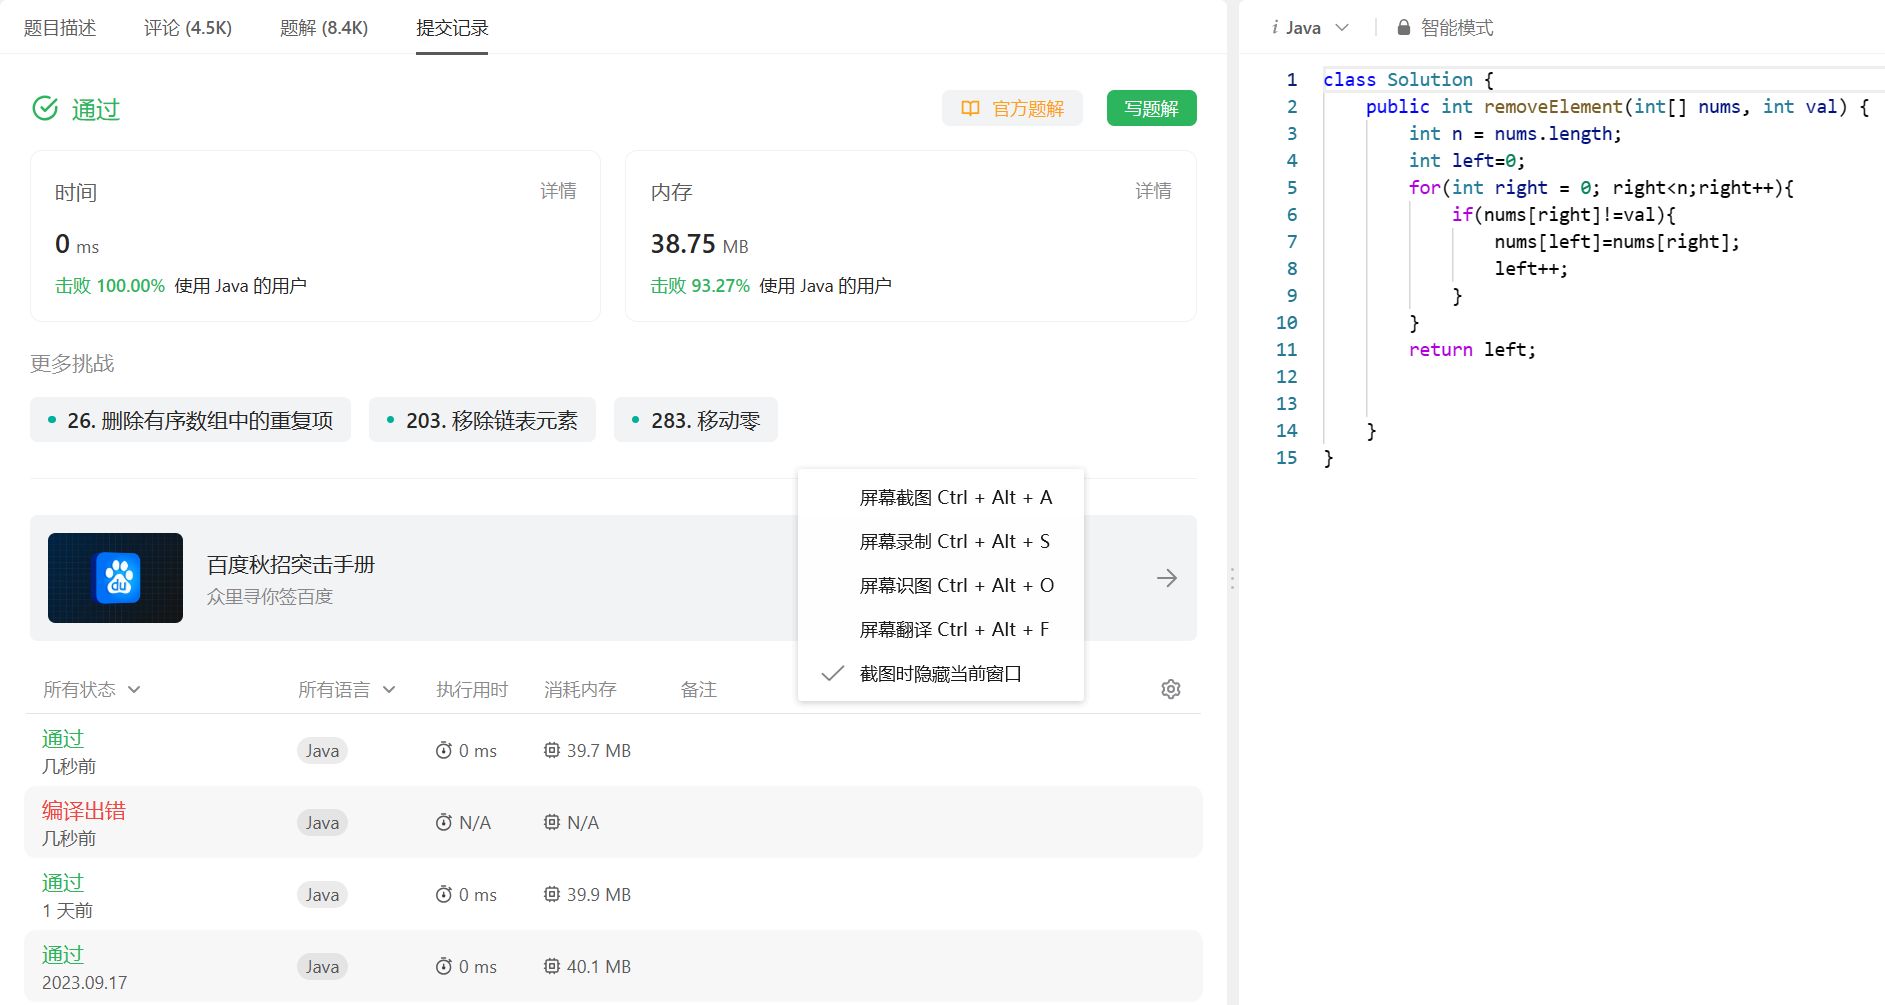 题目描述 评论 (4.5K) 题解 (8.4K) 提交记录
通过 官方题解 写题解
时间 详情
0 ms
击败 100.00% 使用 Java 的用户
内存 详情
38.75 MB
击败 93.27% 使用 Java 的用户
更多挑战
26. 删除有序数组中的重复项 203. 移除链表元素 283. 移动零
百度秋招突击手册
众里寻你签百度
du
屏幕截图 Ctrl + Alt + A
屏幕录制 Ctrl + Alt + S
屏幕识图 Ctrl + Alt + O
屏幕翻译 Ctrl + Alt + F
截图时隐藏当前窗口
所有状态 所有语言 执行用时 消耗内存 备注
通过
几秒前
Java 0 ms 39.7 MB
编译出错
几秒前
Java N/A N/A
通过
1 天前
Java 0 ms 39.9 MB
通过
2023.09.17
Java 0 ms 40.1 MB
i Java 智能模式
1 class Solution {
2 public int removeElement(int[] nums, int val) {
3 int n = nums.length;
4 int left=0;
5 for(int right = 0; right<n;right++){
6 if(nums[right]!=val){
7 nums[left]=nums[right];
8 left++;
9 }
10 }
11 return left;
12
13
14 }
15 }